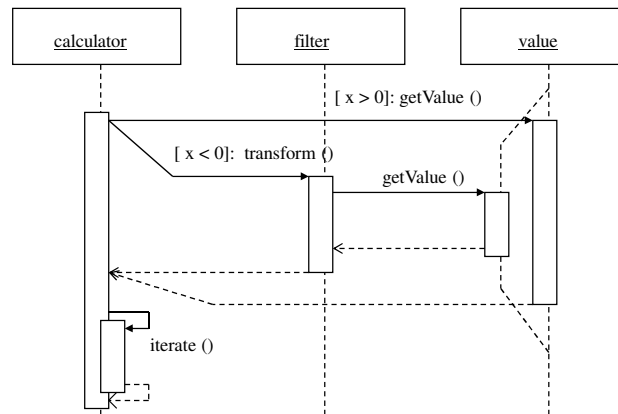 calculator
filter
value
[ x > 0]: getValue ()
[ x < 0]: transform ()
getValue ()
iterate ()